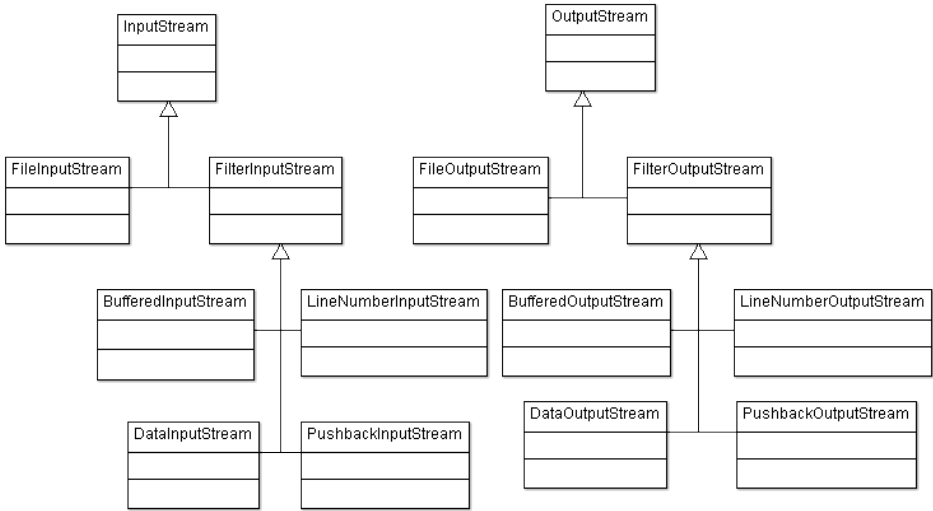 InputStream
OutputStream
FileInputStream
FilterInputStream
FileOutputStream
FilterOutputStream
BufferedInputStream
LineNumberInputStream
BufferedOutputStream
LineNumberOutputStream
DataInputStream
PushbackInputStream
DataOutputStream
PushbackOutputStream